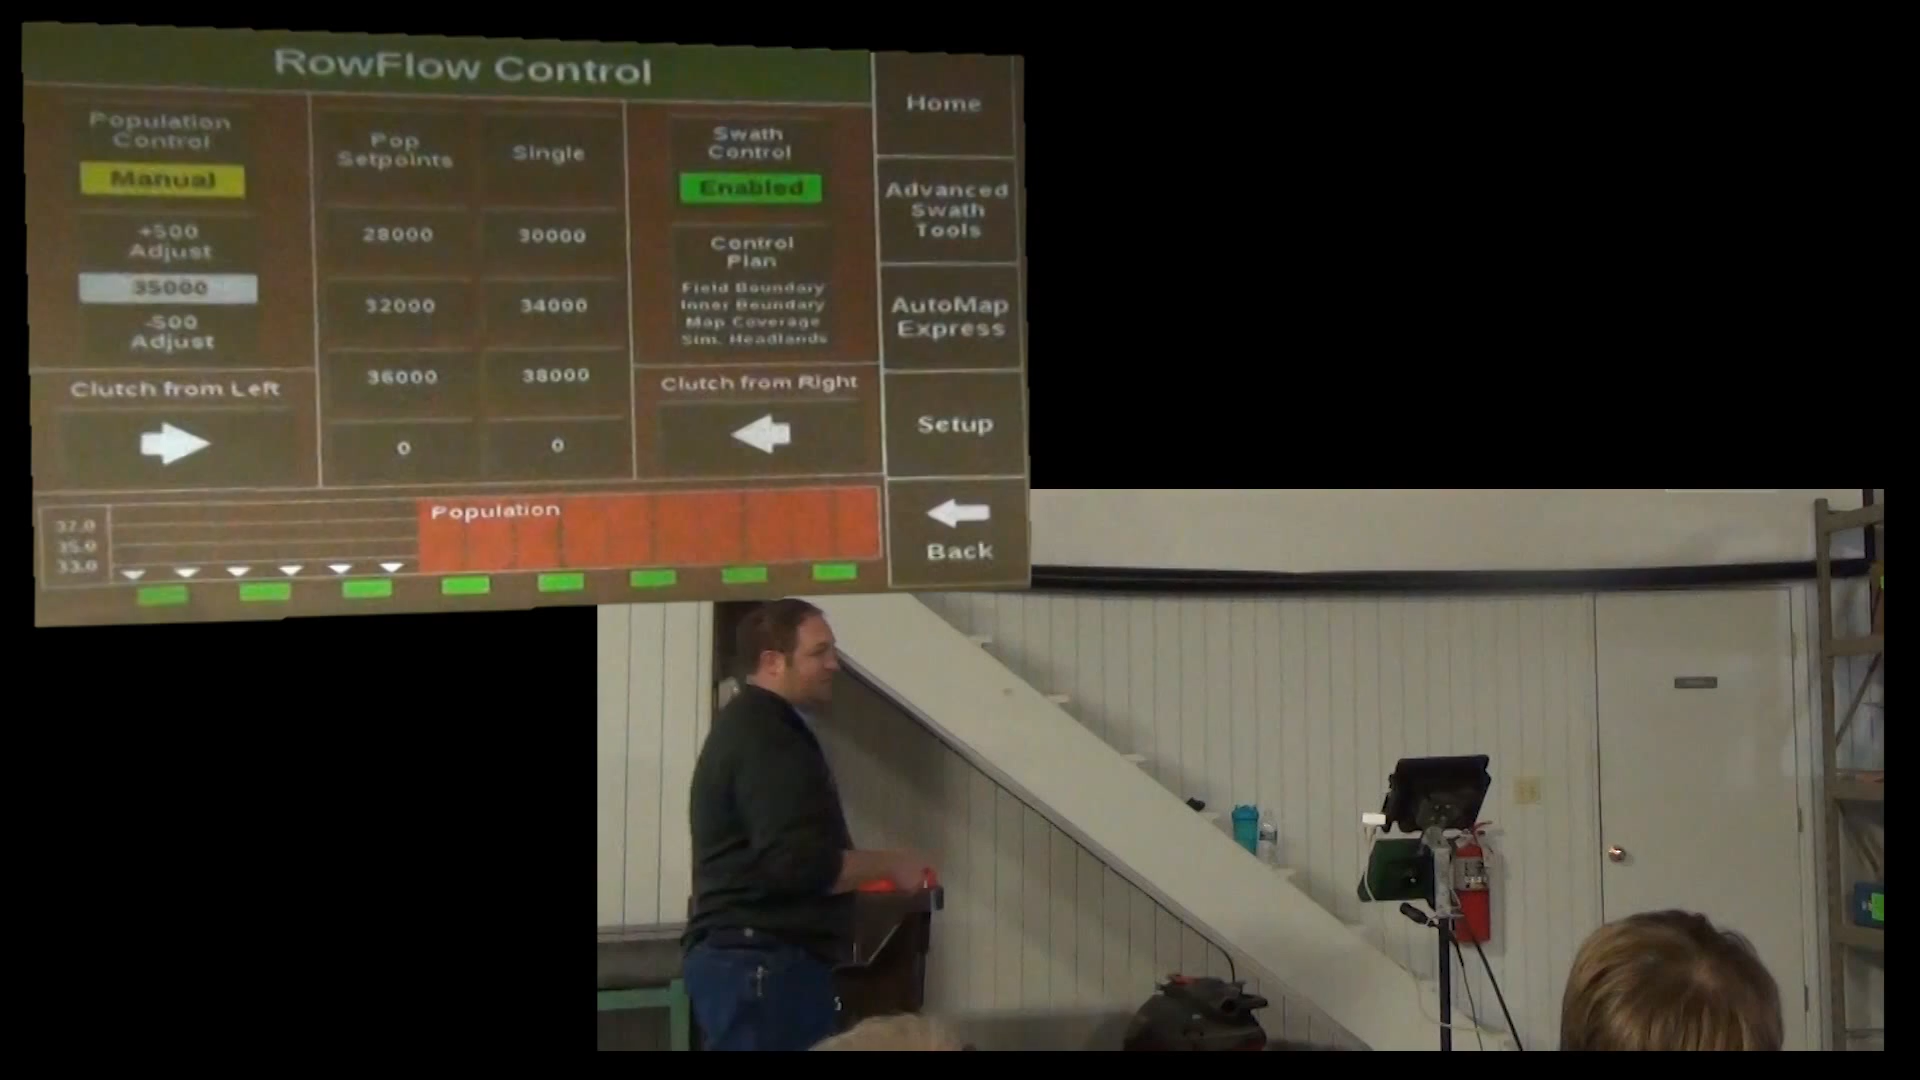 RowFlow Control
Population
Control
Manual
+500
Adjust
35000
-500
Adjust
Clutch from Left
Pop
Setpoints
Single
28000
30000
32000
34000
36000
38000
0
0
Swath
Control
Enabled
Control
Plan
Field Boundary
Inner Boundary
Map Coverage
Sim. Headlands
Clutch from Right
Home
Advanced
Swath
Tools
AutoMap
Express
Setup
Back
Population
37.0
35.0
33.0